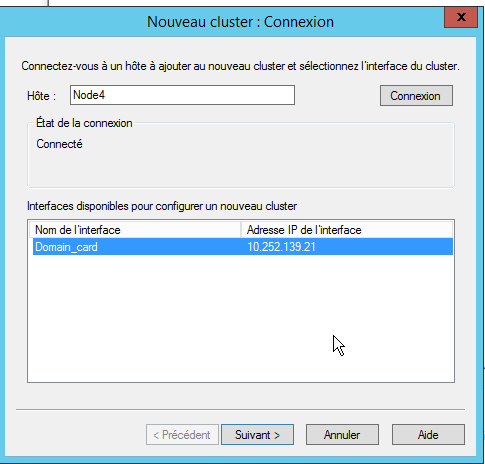 Nouveau cluster : Connexion
x
Connectez-vous à un hôte à ajouter au nouveau cluster et sélectionnez l'interface du cluster.
Hôte : Node4 Connexion
État de la connexion
Connecté
Interfaces disponibles pour configurer un nouveau cluster
Nom de l'interface Adresse IP de l'interface
Domain_card 10.252.139.21
< Précédent Suivant > Annuler Aide